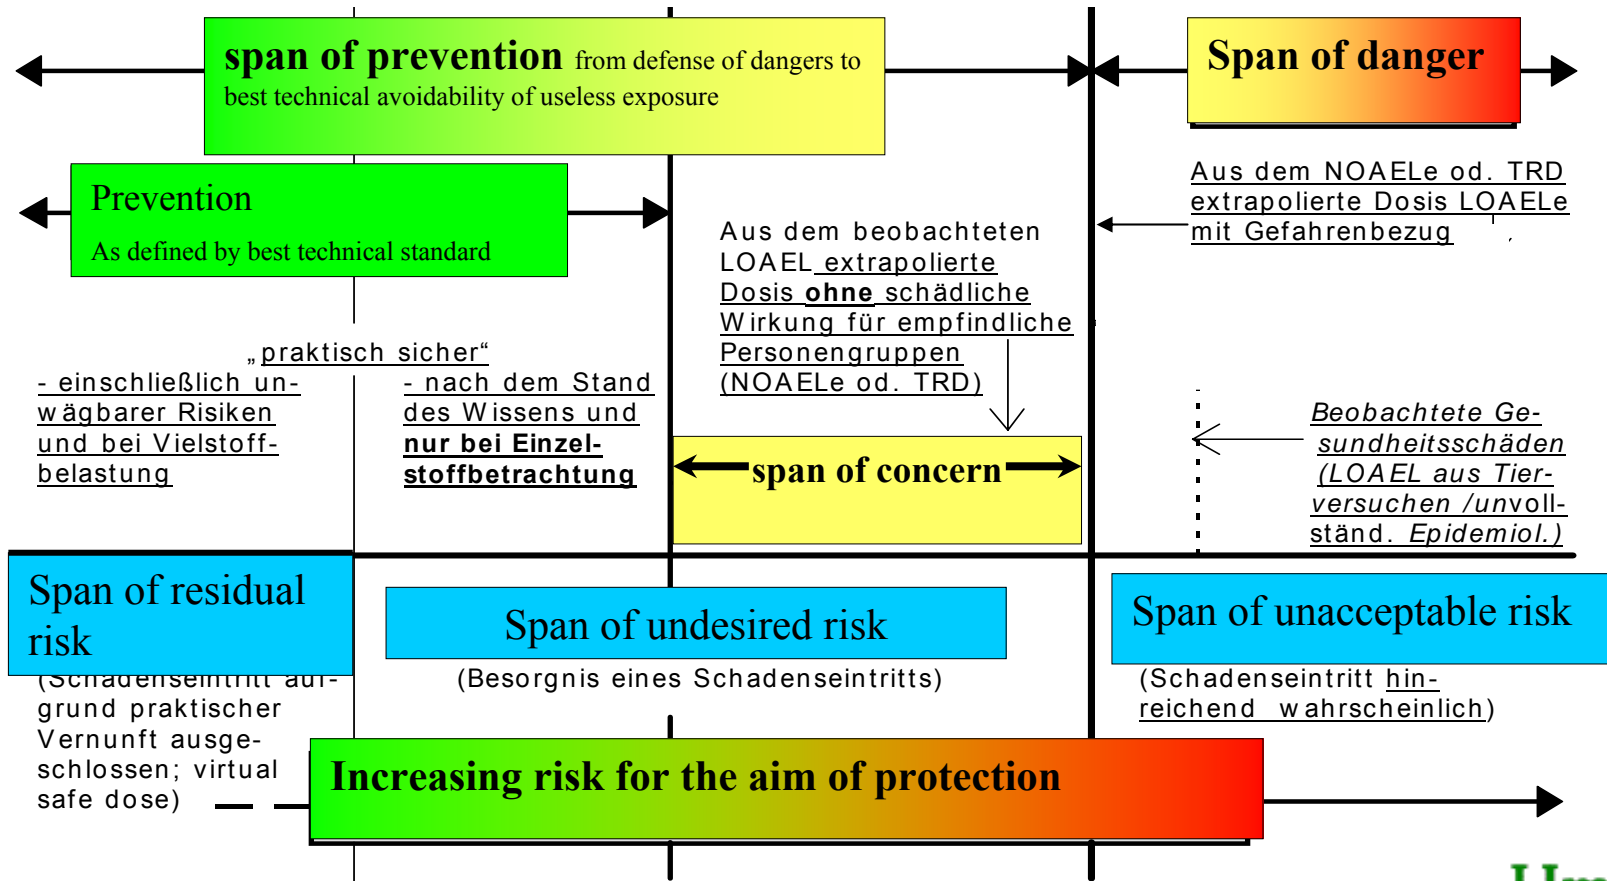 span of prevention from defense of dangers to
best technical avoidability of useless exposure
Span of danger
Prevention
As defined by best technical standard
Aus dem NOAELe od. TRD
extrapolierte Dosis LOAELe
mit Gefahrenbezug
Aus dem beobachteten
LOAEL extrapolierte
Dosis ohne schädliche
Wirkung für empfindliche
Personengruppen
(NOAELe od. TRD)
„praktisch sicher“
- einschließlich un-
wägbarer Risiken
und bei Vielstoff-
belastung
- nach dem Stand
des Wissens und
nur bei Einzel-
stoffbetrachtung
span of concern
Beobachtete Ge-
sundheitsschäden
(LOAEL aus Tier-
versuchen /unvoll-
ständ. Epidemiol.)
Span of residual
risk
(Schadenseintritt auf-
grund praktischer
Vernunft ausge-
schlossen; virtual
safe dose)
Span of undesired risk
(Besorgnis eines Schadenseintritts)
Span of unacceptable risk
(Schadenseintritt hin-
reichend wahrscheinlich)
Increasing risk for the aim of protection